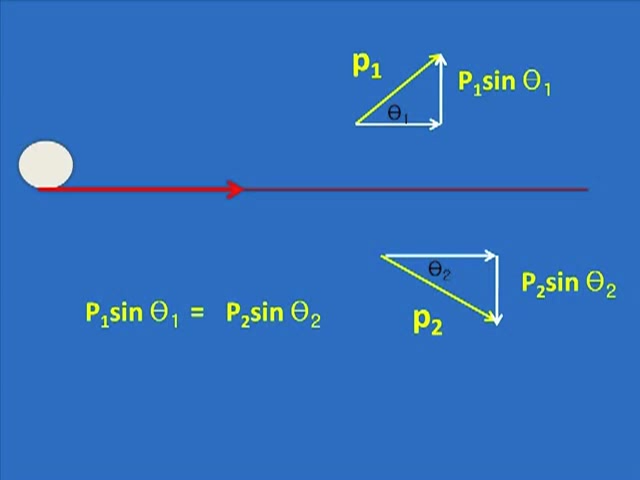 p₁
P₁sin Θ₁
Θ₁
Θ₂
P₂sin Θ₂
P₁sin Θ₁ = P₂sin Θ₂
p₂